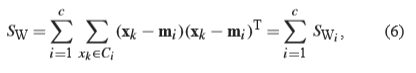 S_W = \sum_{i=1}^{c} \sum_{x_k \in C_i} (\mathbf{x}_k - \mathbf{m}_i)(\mathbf{x}_k - \mathbf{m}_i)^{\mathrm{T}} = \sum_{i=1}^{c} S_{W_i}, (6)